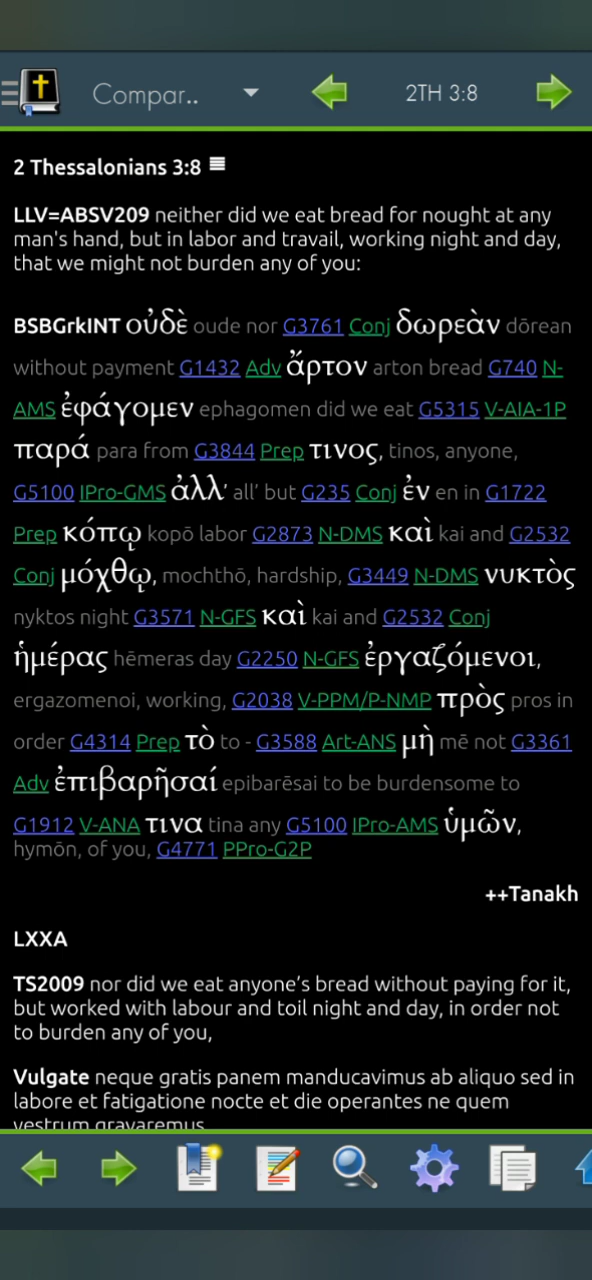 Compar..
2TH 3:8
2 Thessalonians 3:8
LLV=ABSV209 neither did we eat bread for nought at any
man's hand, but in labor and travail, working night and day,
that we might not burden any of you:
BSBGrkINT οὐδὲ oude nor G3761 Conj δωρεὰν dōrean
without payment G1432 Adv ἄρτον arton bread G740 N-
AMS ἐφάγομεν ephagomen did we eat G5315 V-AIA-1P
παρά para from G3844 Prep τινος, tinos, anyone,
G5100 IPro-GMS ἀλλ’ all’ but G235 Conj ἐν en in G1722
Prep κόπῳ kopō labor G2873 N-DMS καὶ kai and G2532
Conj μόχθῳ, mochthō, hardship, G3449 N-DMS νυκτὸς
nyktos night G3571 N-GFS καὶ kai and G2532 Conj
ἡμέρας hēmeras day G2250 N-GFS ἐργαζόμενοι,
ergazomenoi, working, G2038 V-PPM/P-NMP πρὸς pros in
order G4314 Prep τὸ to - G3588 Art-ANS μὴ mē not G3361
Adv ἐπιβαρῆσαί epibarēsai to be burdensome to
G1912 V-ANA τινα tina any G5100 IPro-AMS ὑμῶν,
hymōn, of you, G4771 PPro-G2P
++Tanakh
LXXA
TS2009 nor did we eat anyone’s bread without paying for it,
but worked with labour and toil night and day, in order not
to burden any of you,
Vulgate neque gratis panem manducavimus ab aliquo sed in
labore et fatigatione nocte et die operantes ne quem
vestrum gravaremus